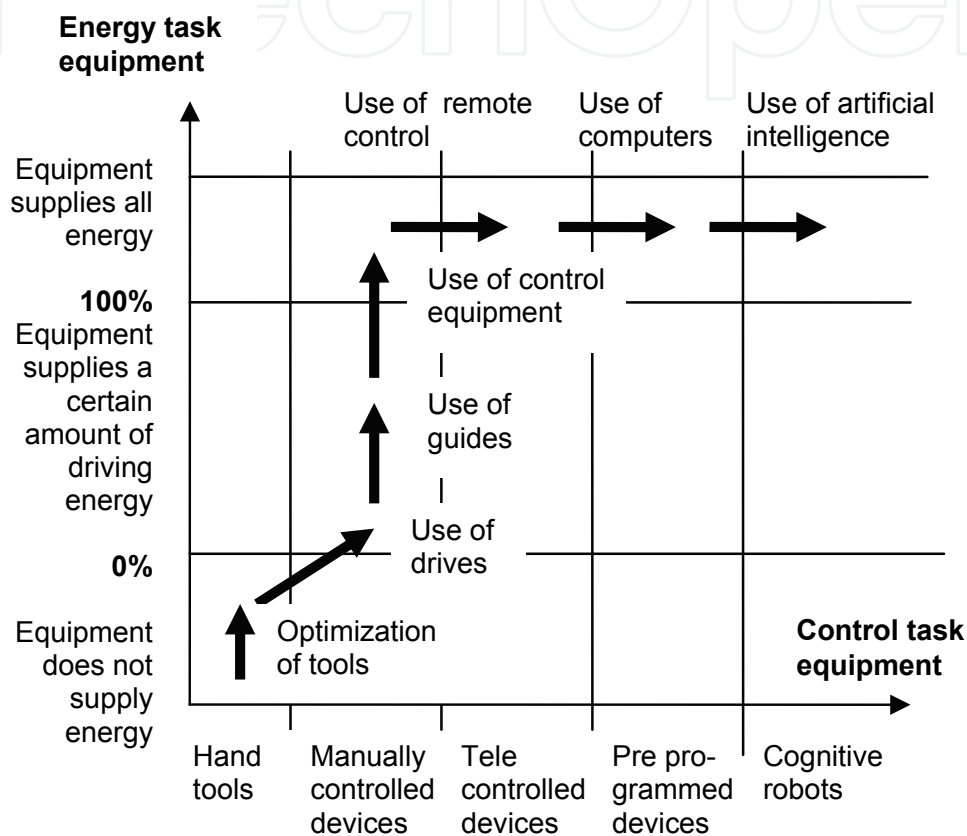 Energy task
equipment
Use of remote
control
Use of
computers
Use of artificial
intelligence
Equipment
supplies all
energy
Use of control
equipment
100%
Equipment
supplies a
certain
amount of
driving
energy
Use of
guides
Use of
drives
0%
Equipment
does not
supply
energy
Optimization
of tools
Control task
equipment
Hand
tools
Manually
controlled
devices
Tele
controlled
devices
Pre pro-
grammed
devices
Cognitive
robots